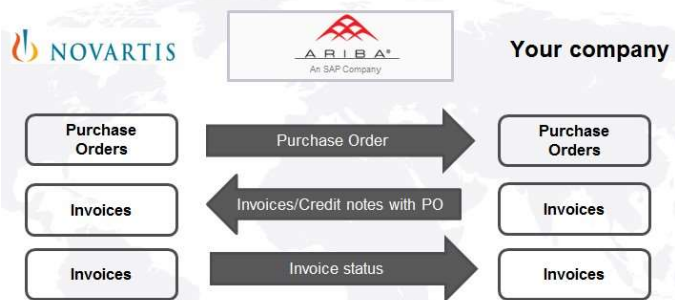 NOVARTIS
ARIBA®
An SAP Company
Your company
Purchase
Orders
Purchase Order
Purchase
Orders
Invoices
Invoices/Credit notes with PO
Invoices
Invoices
Invoice status
Invoices